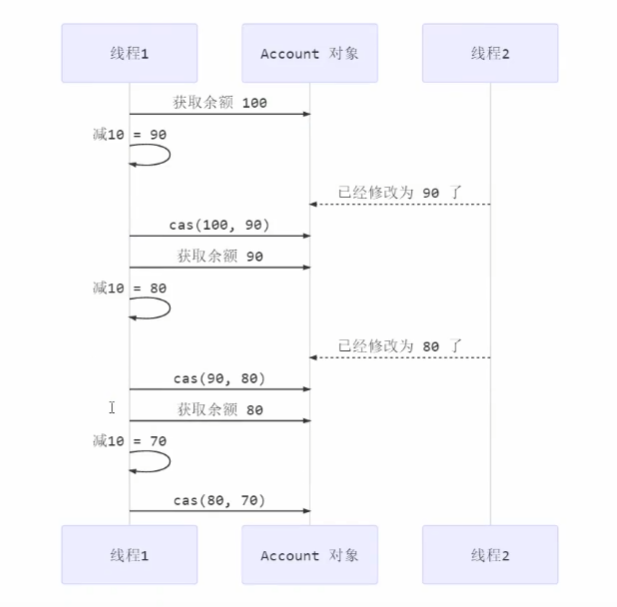 线程1
Account 对象
线程2
获取余额 100
减10 = 90
已经修改为 90 了
cas(100, 90)
获取余额 90
减10 = 80
已经修改为 80 了
cas(90, 80)
获取余额 80
减10 = 70
cas(80, 70)
线程1
Account 对象
线程2